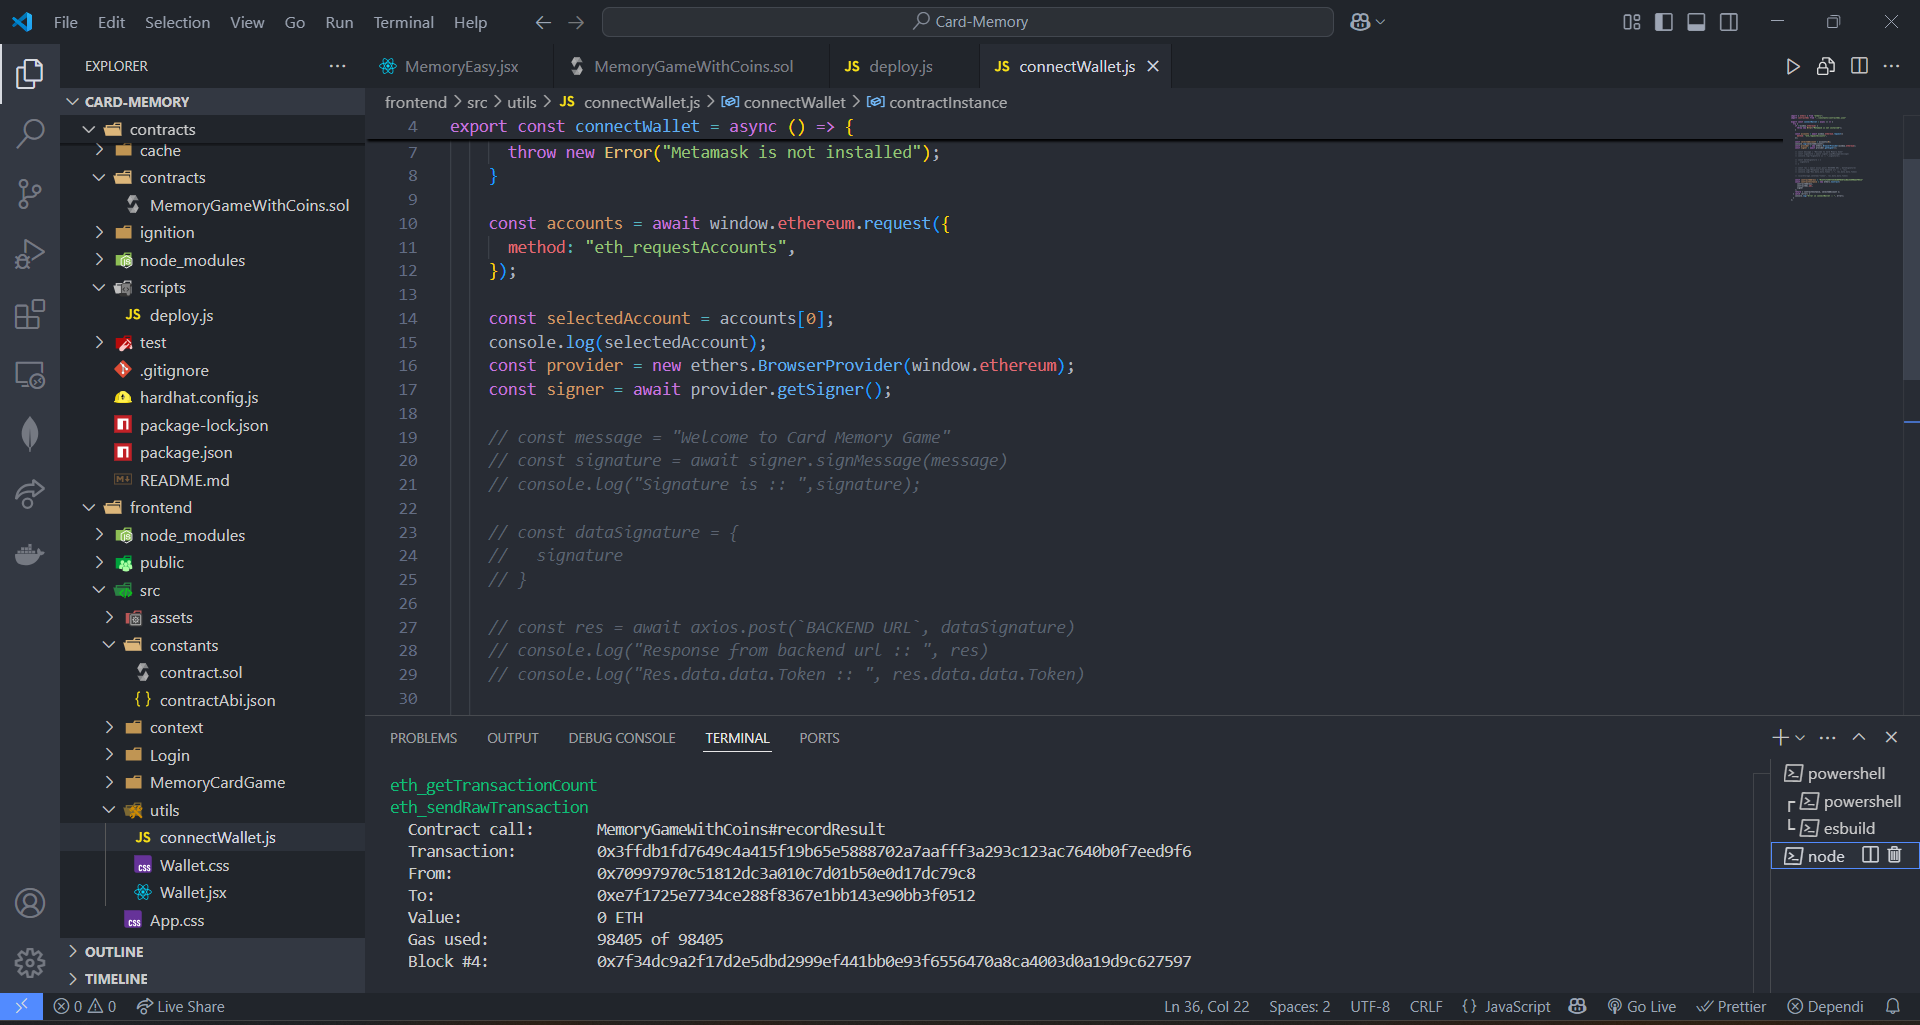 File Edit Selection View Go Run Terminal Help
Card-Memory
EXPLORER
CARD-MEMORY
contracts
cache
contracts
MemoryGameWithCoins.sol
ignition
node_modules
scripts
JS deploy.js
test
.gitignore
hardhat.config.js
package-lock.json
package.json
README.md
frontend
node_modules
public
src
assets
constants
contract.sol
{ } contractAbi.json
context
Login
MemoryCardGame
utils
JS connectWallet.js
css Wallet.css
Wallet.jsx
css App.css
OUTLINE
TIMELINE
MemoryEasy.jsx
MemoryGameWithCoins.sol
JS deploy.js
JS connectWallet.js
frontend > src > utils > JS connectWallet.js > connectWallet > contractInstance
4 export const connectWallet = async () => {
7 throw new Error("Metamask is not installed");
8 }
9
10 const accounts = await window.ethereum.request({
11 method: "eth_requestAccounts",
12 });
13
14 const selectedAccount = accounts[0];
15 console.log(selectedAccount);
16 const provider = new ethers.BrowserProvider(window.ethereum);
17 const signer = await provider.getSigner();
18
19 // const message = "Welcome to Card Memory Game"
20 // const signature = await signer.signMessage(message)
21 // console.log("Signature is :: ",signature);
22
23 // const dataSignature = {
24 //   signature
25 // }
26
27 // const res = await axios.post(`BACKEND URL`, dataSignature)
28 // console.log("Response from backend url :: ", res)
29 // console.log("Res.data.data.Token :: ", res.data.data.Token)
30
PROBLEMS OUTPUT DEBUG CONSOLE TERMINAL PORTS
eth_getTransactionCount
eth_sendRawTransaction
Contract call: MemoryGameWithCoins#recordResult
Transaction: 0x3ffdb1fd7649c4a415f19b65e5888702a7aafff3a293c123ac7640b0f7eed9f6
From: 0x70997970c51812dc3a010c7d01b50e0d17dc79c8
To: 0xe7f1725e7734ce288f8367e1bb143e90bb3f0512
Value: 0 ETH
Gas used: 98405 of 98405
Block #4: 0x7f34dc9a2f17d2e5dbd2999ef441bb0e93f6556470a8ca4003d0a19d9c627597
powershell
powershell
esbuild
node
0 0 Live Share
Ln 36, Col 22 Spaces: 2 UTF-8 CRLF { } JavaScript Go Live Prettier Dependi